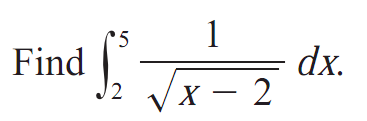 Find ∫₂⁵ 1/√(x − 2) dx.